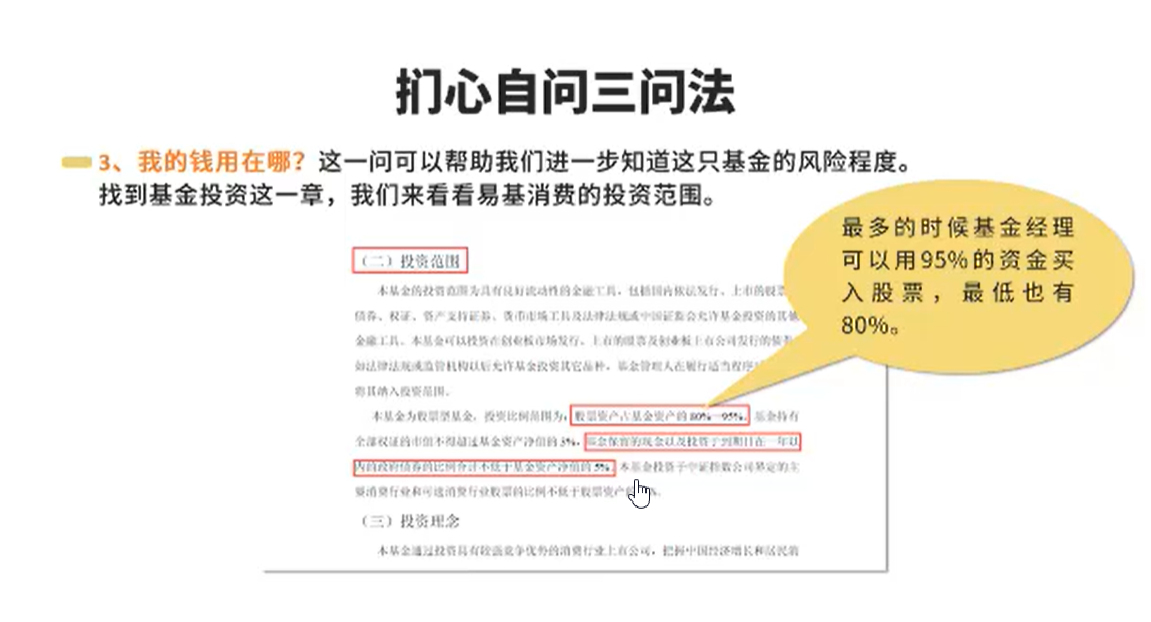 扪心自问三问法
3、我的钱用在哪？这一问可以帮助我们进一步知道这只基金的风险程度。
找到基金投资这一章，我们来看看易基消费的投资范围。
最多的时候基金经理
可以用95%的资金买
入股票，最低也有
80%。
（二）投资范围
本基金的投资范围为具有良好流动性的金融工具，包括国内依法发行、上市的股票
债券、权证、资产支持证券、货币市场工具及法律法规或中国证监会允许基金投资的其他
金融工具。本基金可以投资在创业板市场发行、上市的股票及创业板上市公司发行的债券
如法律法规或监管机构以后允许基金投资其它品种，基金管理人在履行适当程序
将其纳入投资范围。
本基金为股票型基金，投资比例范围为：股票资产占基金资产的 80%—95%，基金持有
全部权证的市值不得超过基金资产净值的 3%，基金保留的现金以及投资于到期日在一年以
内的政府债券的比例合计不低于基金资产净值的 5%。本基金投资于中证指数公司界定的主
要消费行业和可选消费行业股票的比例不低于股票资产的
（三）投资理念
本基金通过投资具有较强竞争优势的消费行业上市公司，把握中国经济增长和居民消